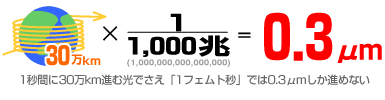 30万km × 1/1,000兆 = 0.3μm
(1,000,000,000,000,000)
1秒間に30万km進む光でさえ「1フェムト秒」では0.3μmしか進めない